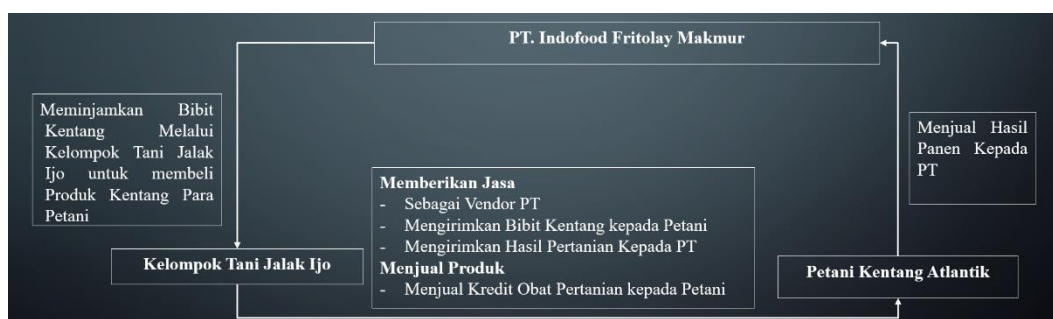 PT. Indofood Fritolay Makmur
Meminjamkan Bibit
Kentang Melalui
Kelompok Tani Jalak
Ijo untuk membeli
Produk Kentang Para
Petani
Menjual Hasil
Panen Kepada
PT
Memberikan Jasa
- Sebagai Vendor PT
- Mengirimkan Bibit Kentang kepada Petani
- Mengirimkan Hasil Pertanian Kepada PT
Menjual Produk
- Menjual Kredit Obat Pertanian kepada Petani
Kelompok Tani Jalak Ijo
Petani Kentang Atlantik